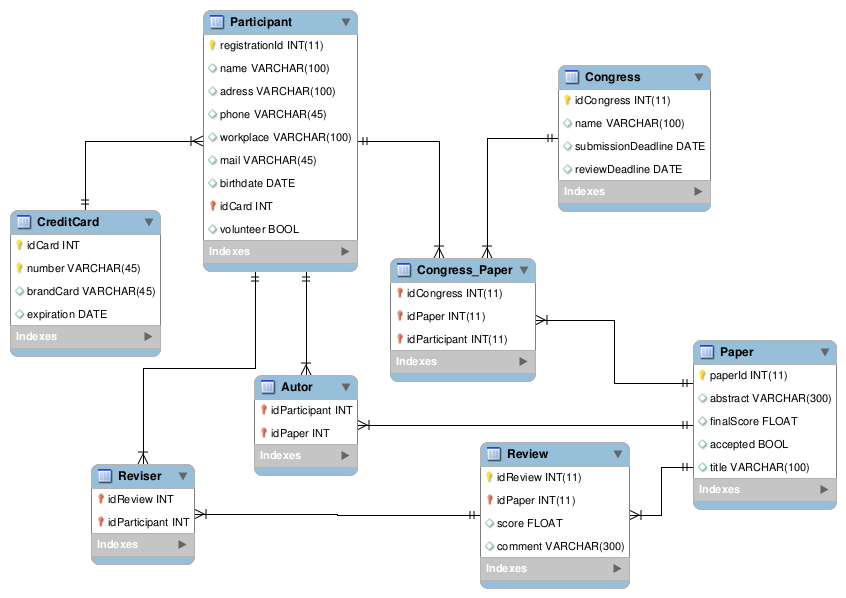 Participant
registrationId INT(11)
name VARCHAR(100)
adress VARCHAR(100)
phone VARCHAR(45)
workplace VARCHAR(100)
mail VARCHAR(45)
birthdate DATE
idCard INT
volunteer BOOL
Indexes
Congress
idCongress INT(11)
name VARCHAR(100)
submissionDeadline DATE
reviewDeadline DATE
Indexes
CreditCard
idCard INT
number VARCHAR(45)
brandCard VARCHAR(45)
expiration DATE
Indexes
Congress_Paper
idCongress INT(11)
idPaper INT(11)
idParticipant INT(11)
Indexes
Paper
paperId INT(11)
abstract VARCHAR(300)
finalScore FLOAT
accepted BOOL
title VARCHAR(100)
Indexes
Autor
idParticipant INT
idPaper INT
Indexes
Review
idReview INT(11)
idPaper INT(11)
score FLOAT
comment VARCHAR(300)
Indexes
Reviser
idReview INT
idParticipant INT
Indexes